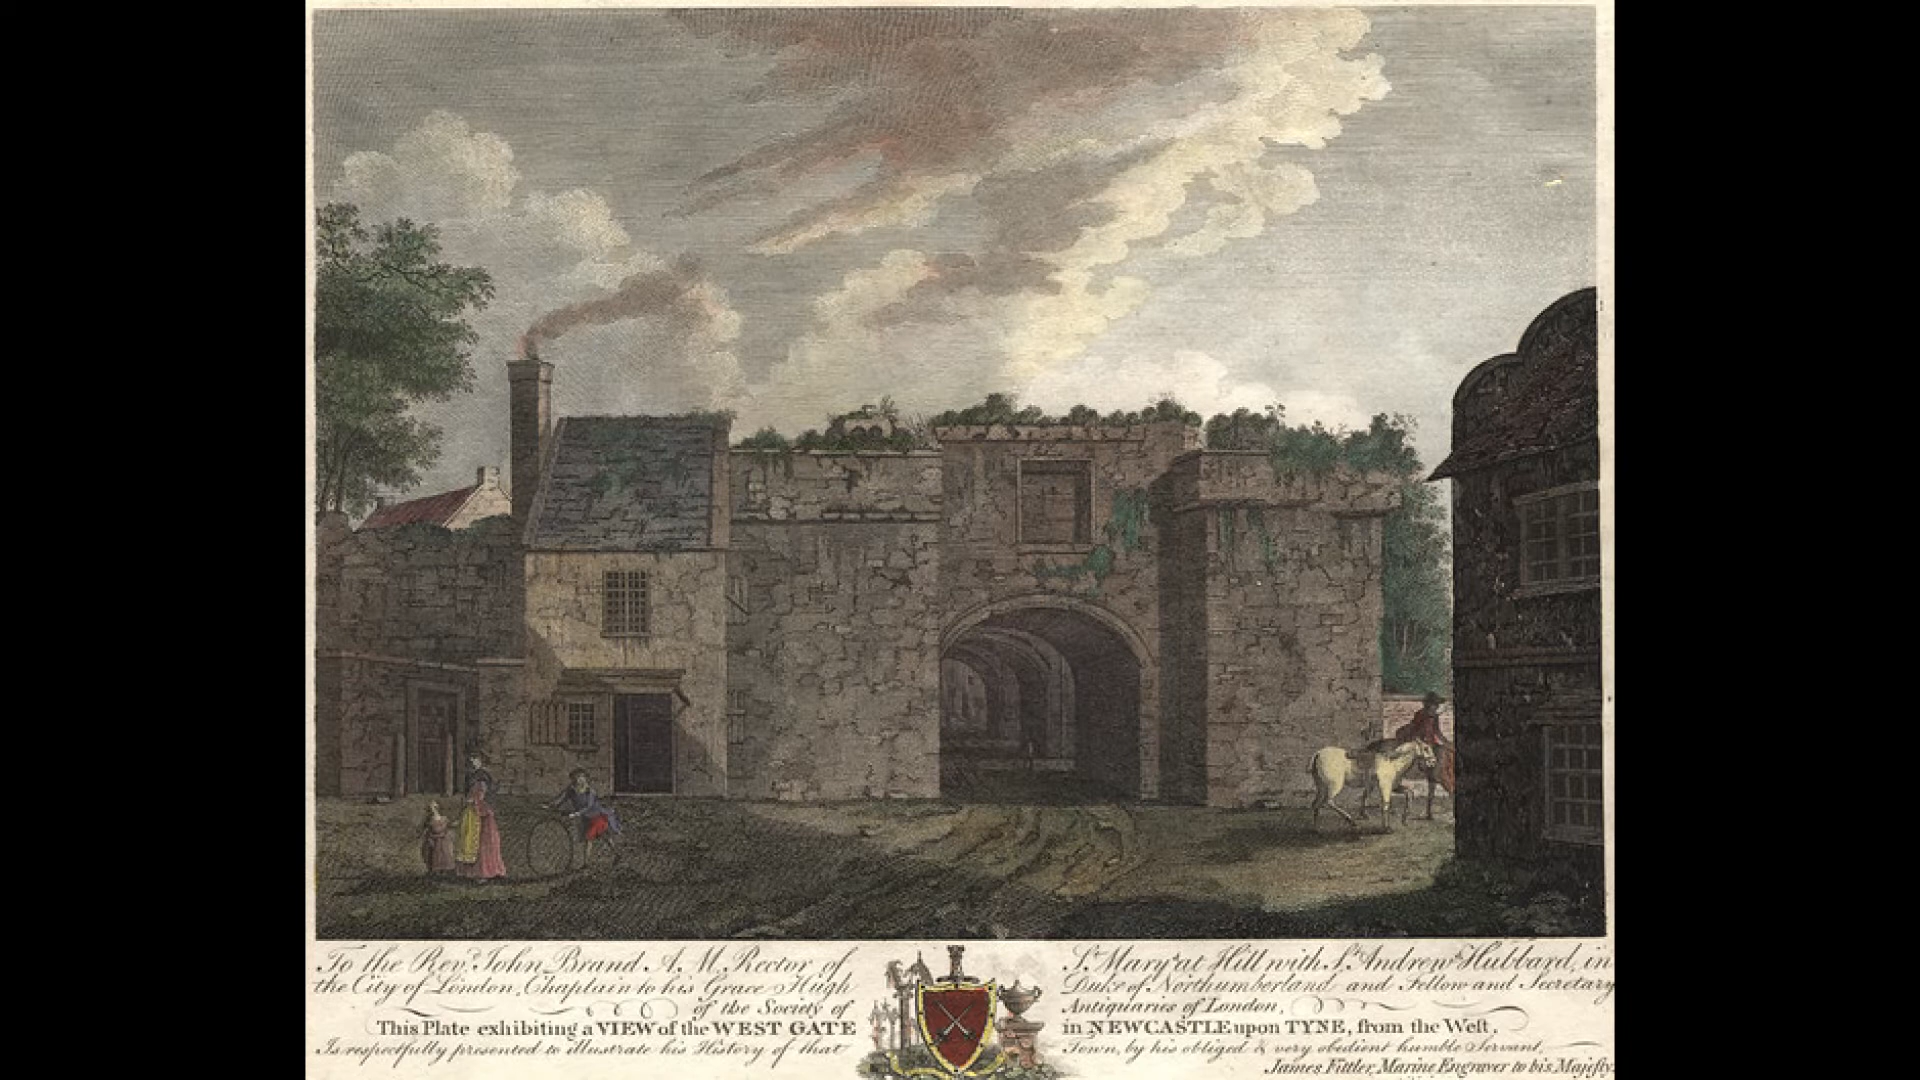 To the Rev.d John Brand A.M. Rector of St. Mary at Hill with St. Andrew Hubbard, in
the City of London, Chaplain to his Grace Hugh Duke of Northumberland and Fellow and Secretary
of the Society of Antiquaries of London,
This Plate exhibiting a VIEW of the WEST GATE in NEWCASTLE upon TYNE, from the West,
Is respectfully presented to illustrate his History of that Town, by his obliged & very obedient humble Servant,
James Fittler, Marine Engraver to his Majesty.